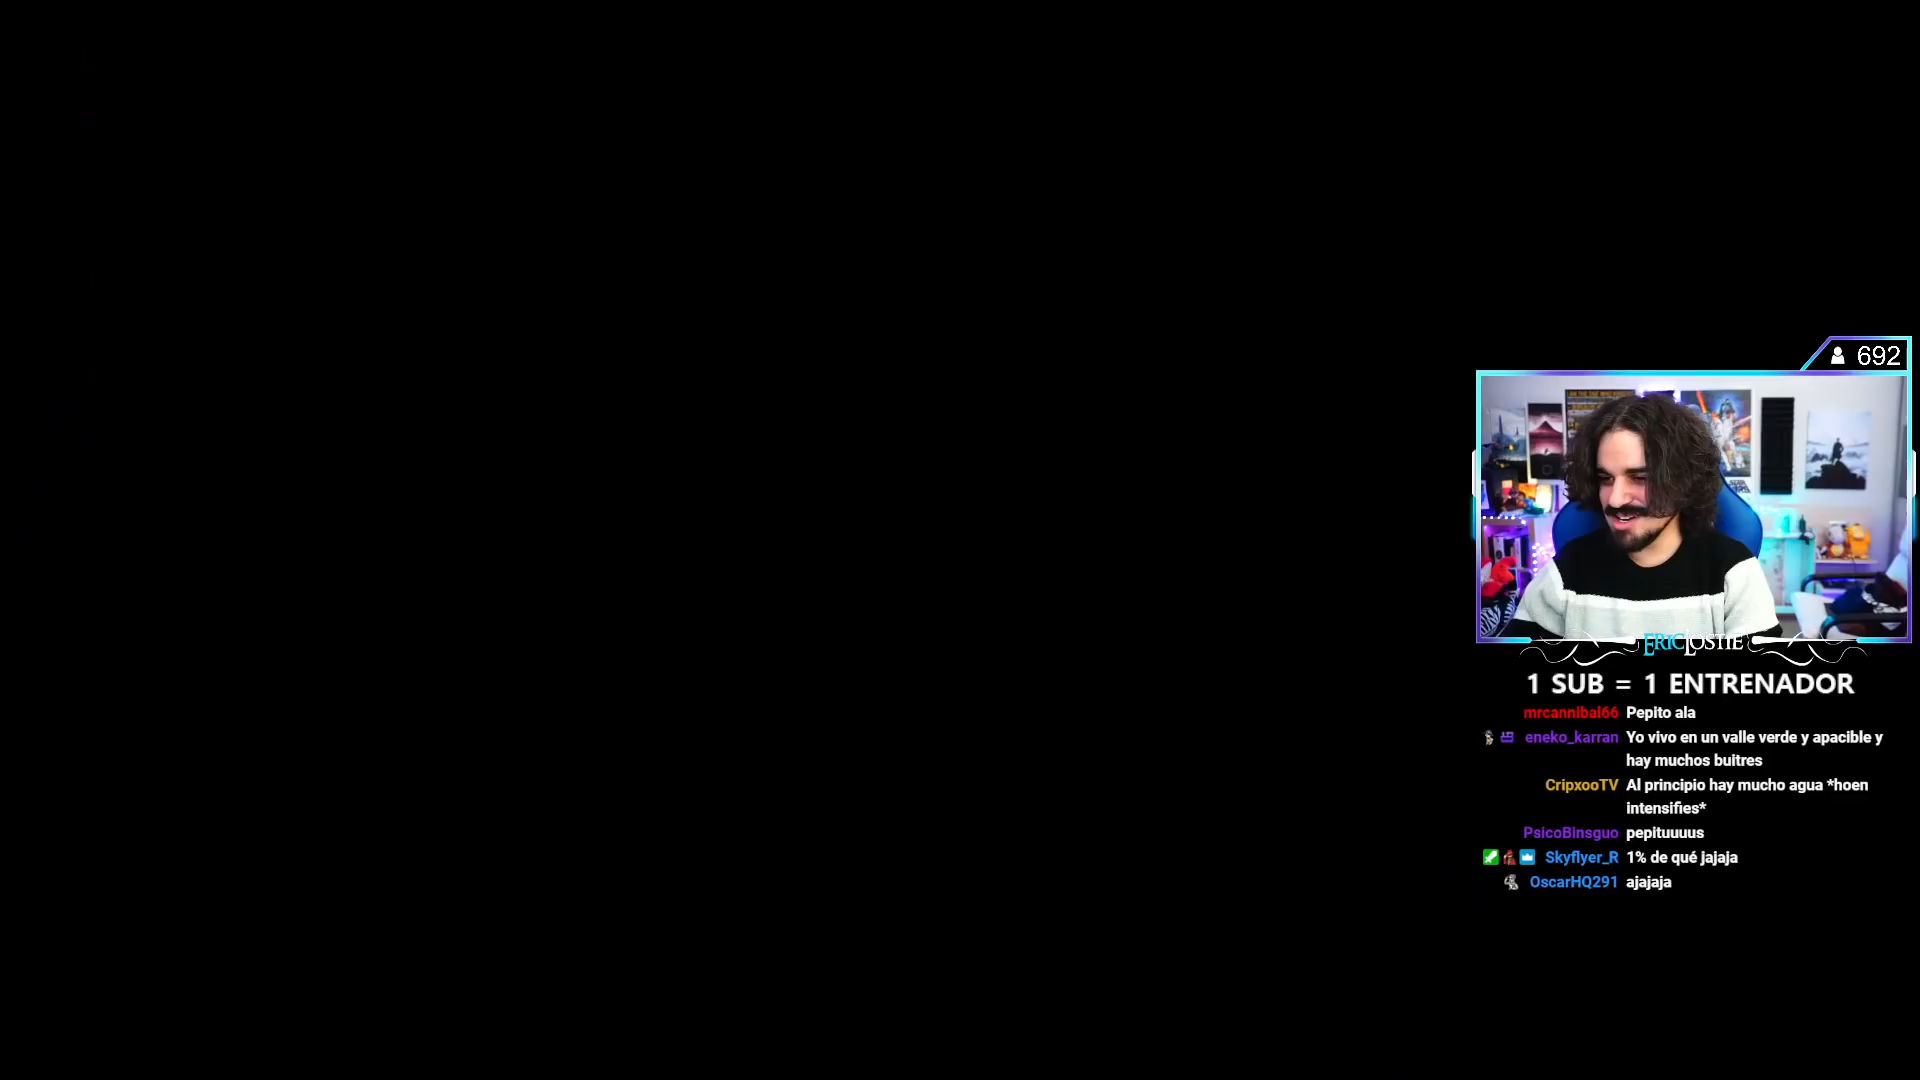 692
ERICLOSTIE
1 SUB = 1 ENTRENADOR
mrcannibal66 Pepito ala
eneko_karran Yo vivo en un valle verde y apacible y
hay muchos buitres
CripxooTV Al principio hay mucho agua *hoen
intensifies*
PsicoBinsguo pepituuuus
Skyflyer_R 1% de qué jajaja
OscarHQ291 ajajaja